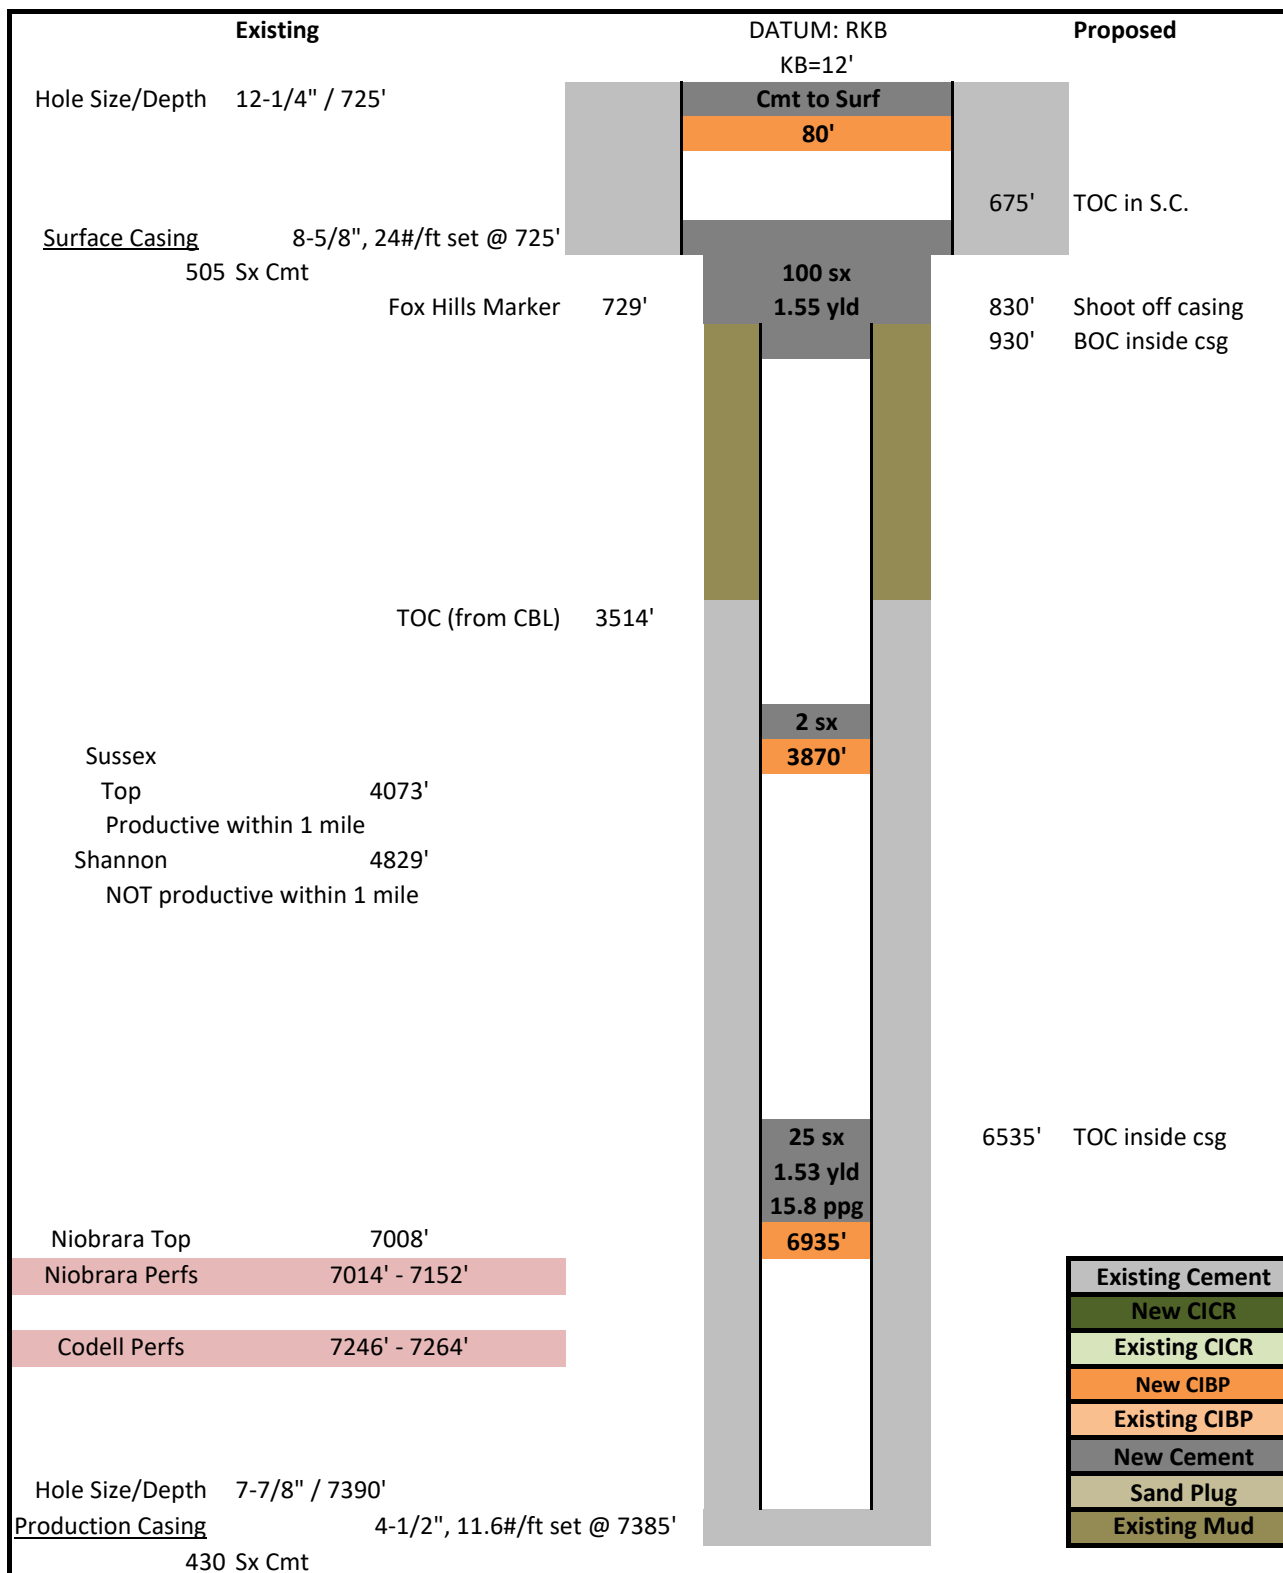 Existing DATUM: RKB Proposed
KB=12'
Hole Size/Depth 12-1/4" / 725' Cmt to Surf
80'
675' TOC in S.C.
Surface Casing 8-5/8", 24#/ft set @ 725'
505 Sx Cmt 100 sx
Fox Hills Marker 729' 1.55 yld 830' Shoot off casing
930' BOC inside csg
TOC (from CBL) 3514'
2 sx
Sussex 3870'
Top 4073'
Productive within 1 mile
Shannon 4829'
NOT productive within 1 mile
25 sx 6535' TOC inside csg
1.53 yld
15.8 ppg
Niobrara Top 7008' 6935'
Niobrara Perfs 7014' - 7152' Existing Cement
New CICR
Codell Perfs 7246' - 7264' Existing CICR
New CIBP
Existing CIBP
New Cement
Hole Size/Depth 7-7/8" / 7390' Sand Plug
Production Casing 4-1/2", 11.6#/ft set @ 7385' Existing Mud
430 Sx Cmt